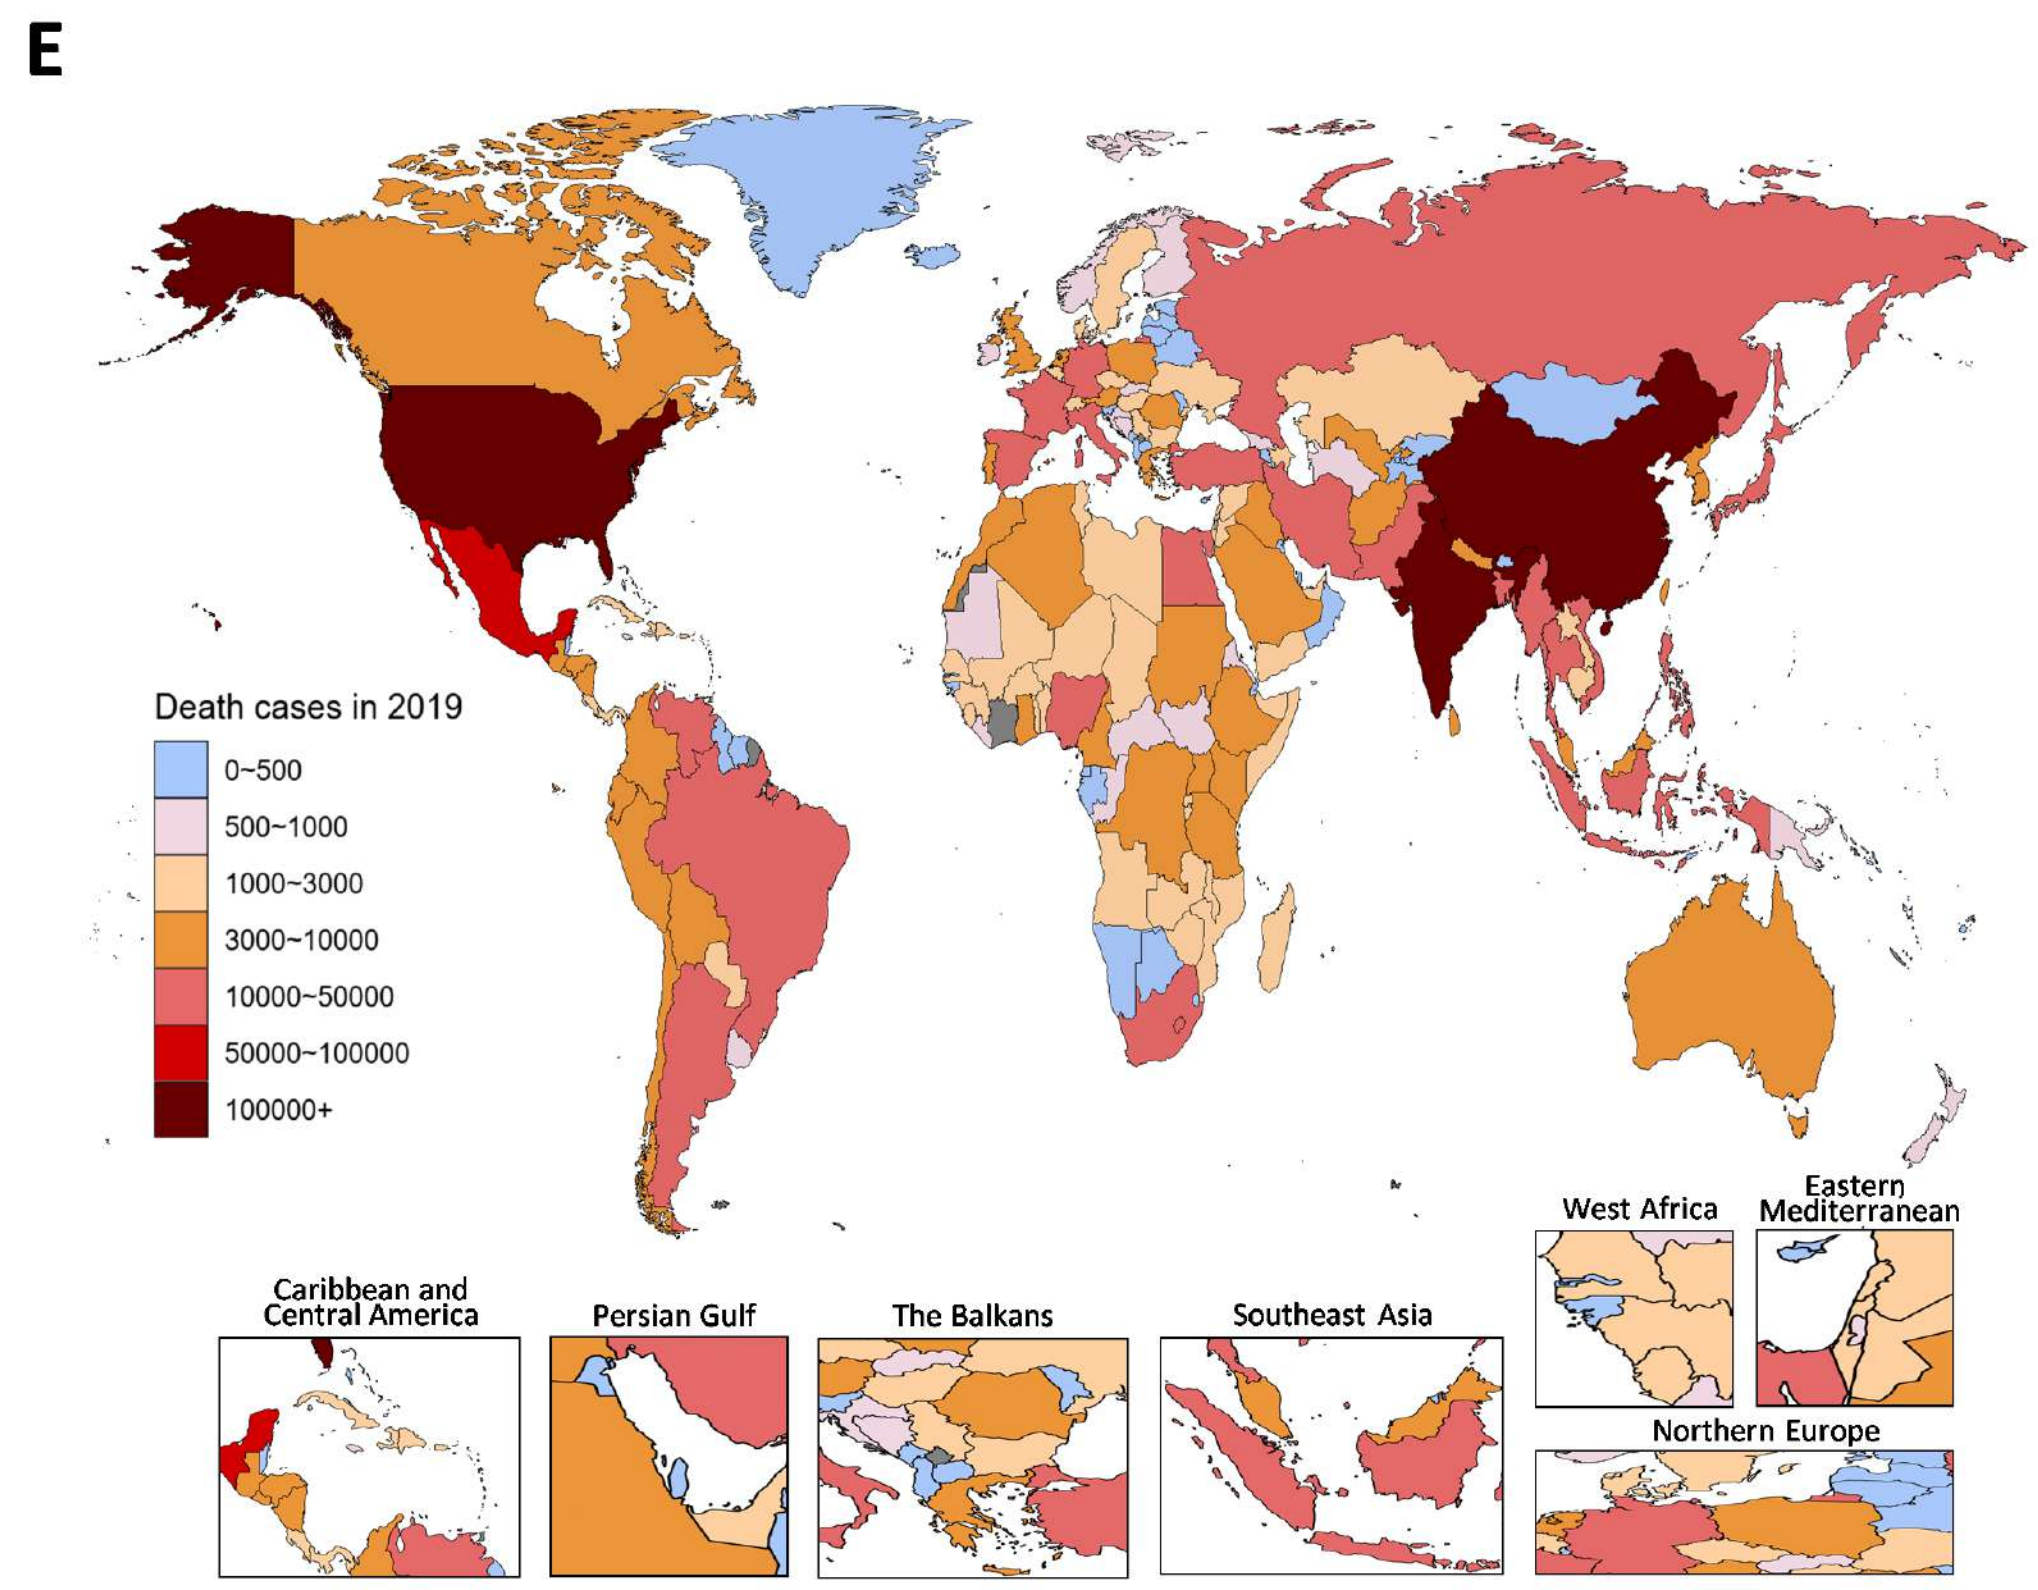 E
Death cases in 2019
0~500
500~1000
1000~3000
3000~10000
10000~50000
50000~100000
100000+
West Africa
Eastern
Mediterranean
Caribbean and
Central America
Persian Gulf
The Balkans
Southeast Asia
Northern Europe